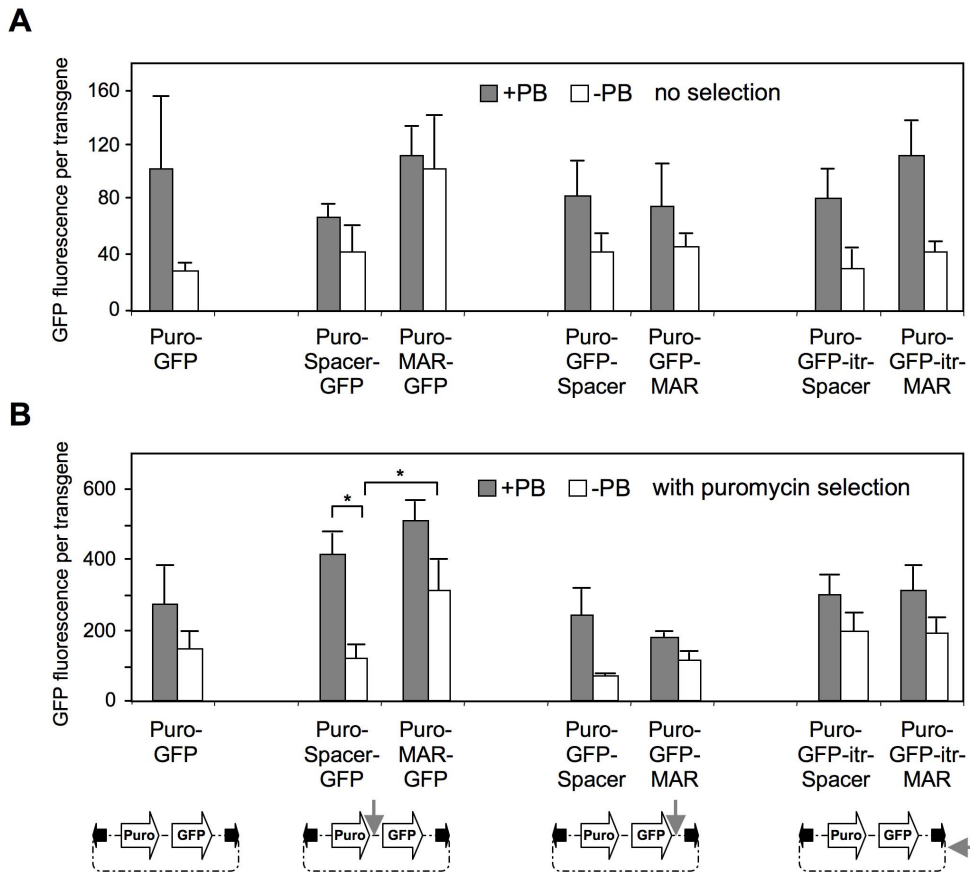 A
GFP fluorescence per transgene
160
120
80
40
0
+PB -PB no selection
Puro-
GFP
Puro-
Spacer-
GFP
Puro-
MAR-
GFP
Puro-
GFP-
Spacer
Puro-
GFP-
MAR
Puro-
GFP-itr-
Spacer
Puro-
GFP-itr-
MAR
B
GFP fluorescence per transgene
600
400
200
0
+PB -PB with puromycin selection
*
*
Puro-
GFP
Puro-
Spacer-
GFP
Puro-
MAR-
GFP
Puro-
GFP-
Spacer
Puro-
GFP-
MAR
Puro-
GFP-itr-
Spacer
Puro-
GFP-itr-
MAR
Puro GFP
Puro GFP
Puro GFP
Puro GFP